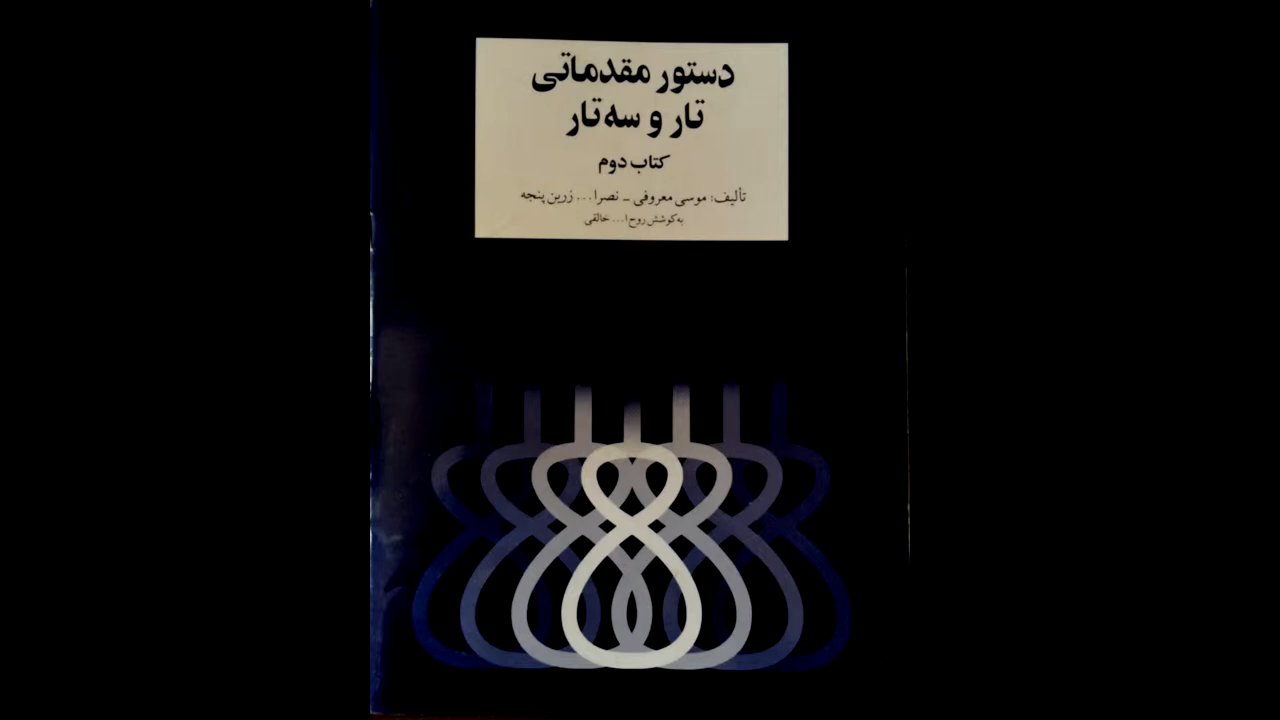 دستور مقدماتی
تار و سه‌تار
کتاب دوم
تألیف: موسی معروفی ـ نصرا... زرین پنجه
به‌کوشش روح ا... خالقی